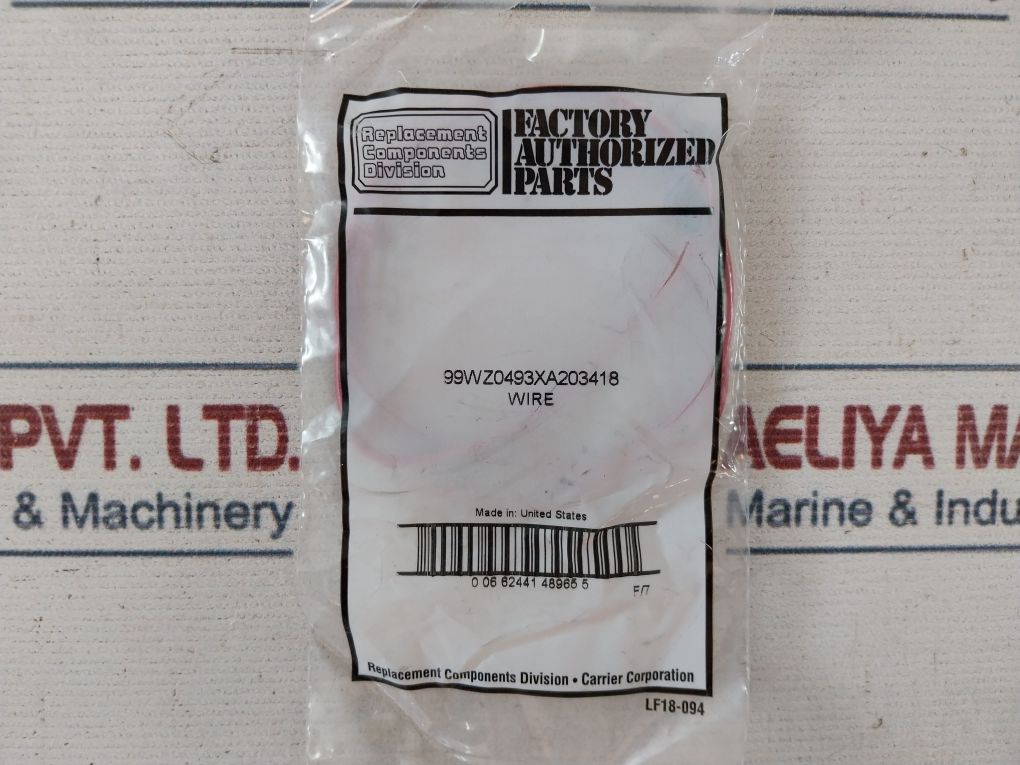 Replacement
Components
Division
FACTORY
AUTHORIZED
PARTS
99WZ0493XA203418
WIRE
Made in: United States
0 06 62441 48965 5
F/7
Replacement Components Division • Carrier Corporation
LF18-094
PVT. LTD.
& Machinery
AELIYA MA
Marine & Indu